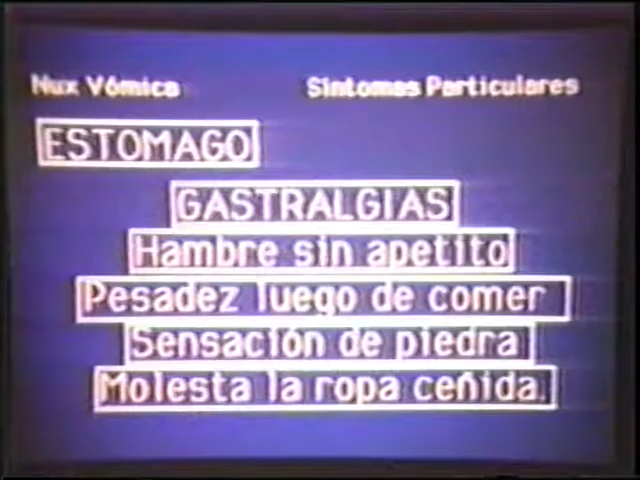 Nux Vómica Sintomas Particulares
ESTOMAGO
GASTRALGIAS
Hambre sin apetito
Pesadez luego de comer
Sensación de piedra
Molesta la ropa ceñida.